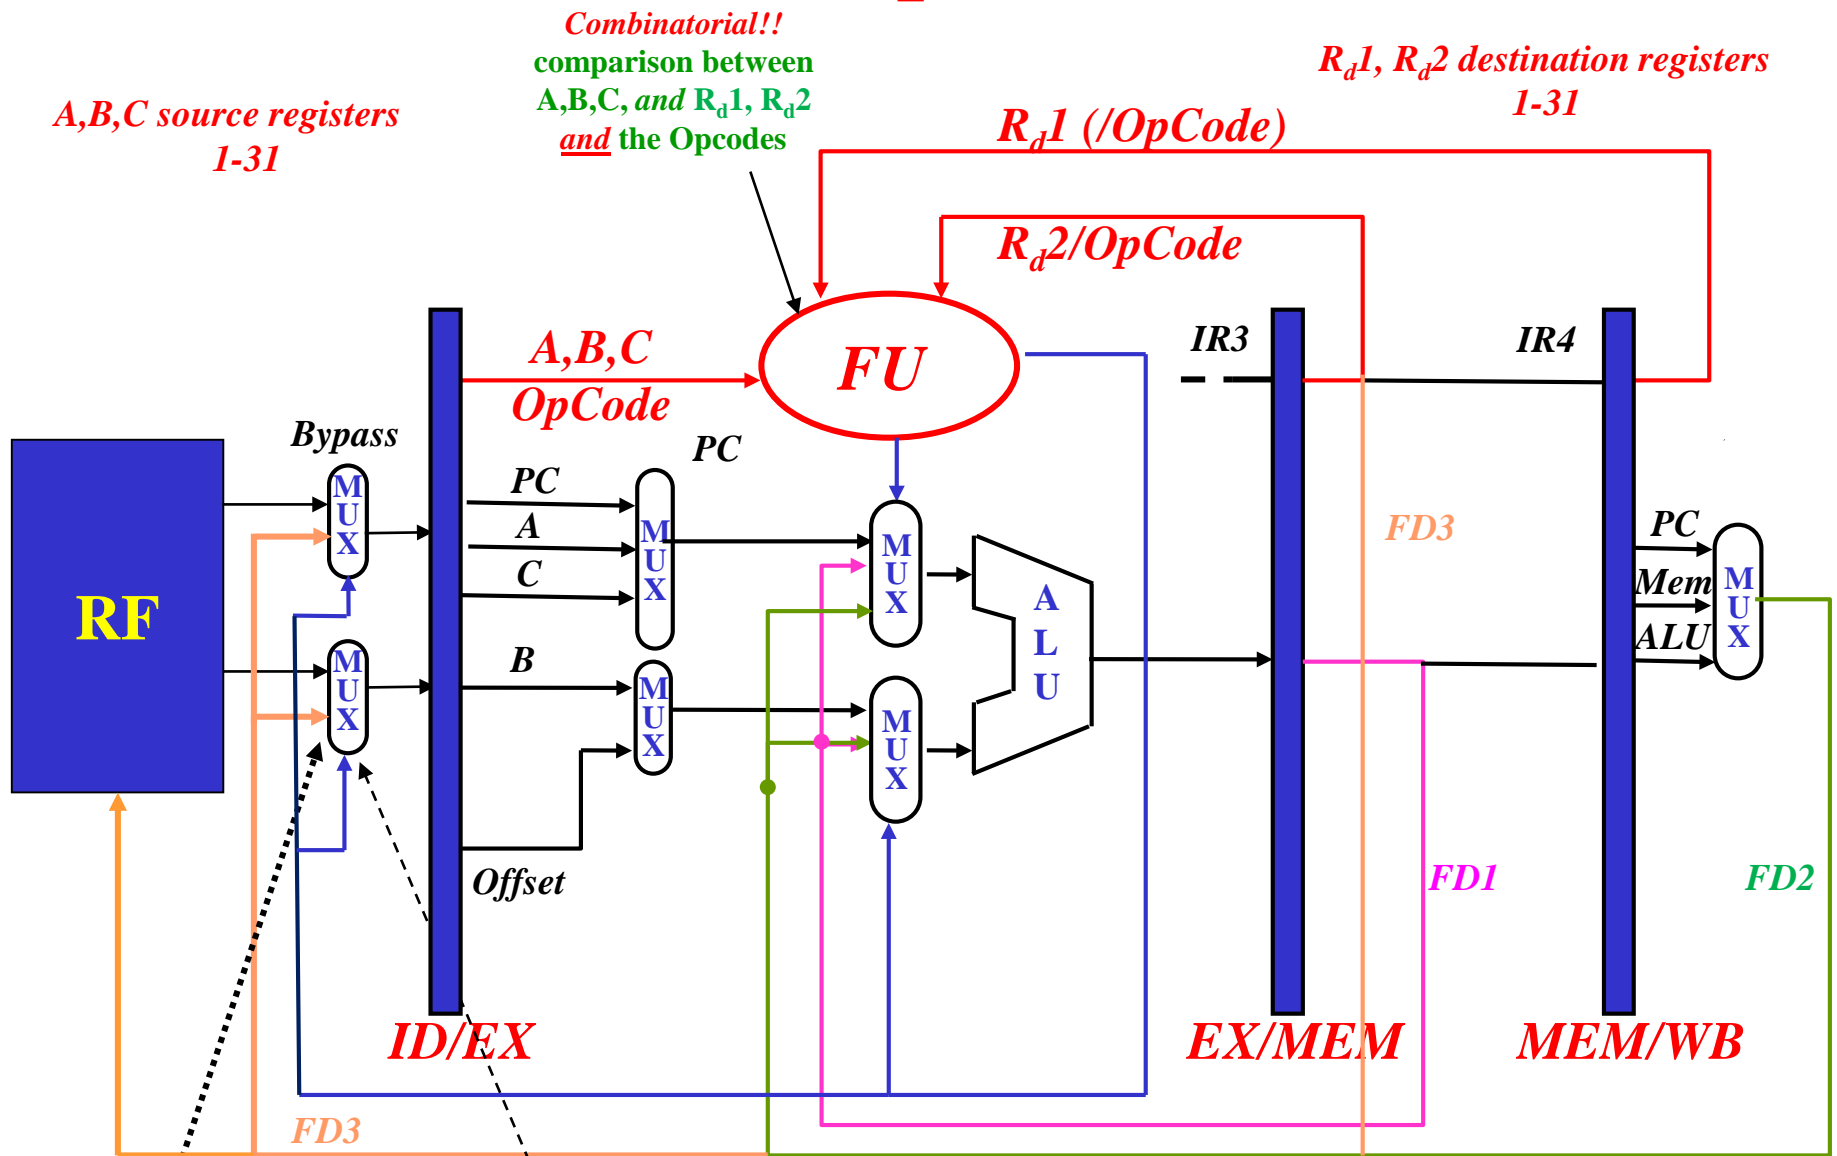 Combinatorial!!
comparison between
A,B,C, and Rd1, Rd2
and the Opcodes
Rd1, Rd2 destination registers
1-31
A,B,C source registers
1-31
Rd1 (/OpCode)
Rd2/OpCode
A,B,C
OpCode
FU
IR3
IR4
Bypass
PC
RF
MUX
MUX
PC
A
C
B
Offset
MUX
MUX
MUX
MUX
ALU
FD3
PC
Mem
ALU
MUX
FD1
FD2
ID/EX
EX/MEM
MEM/WB
FD3